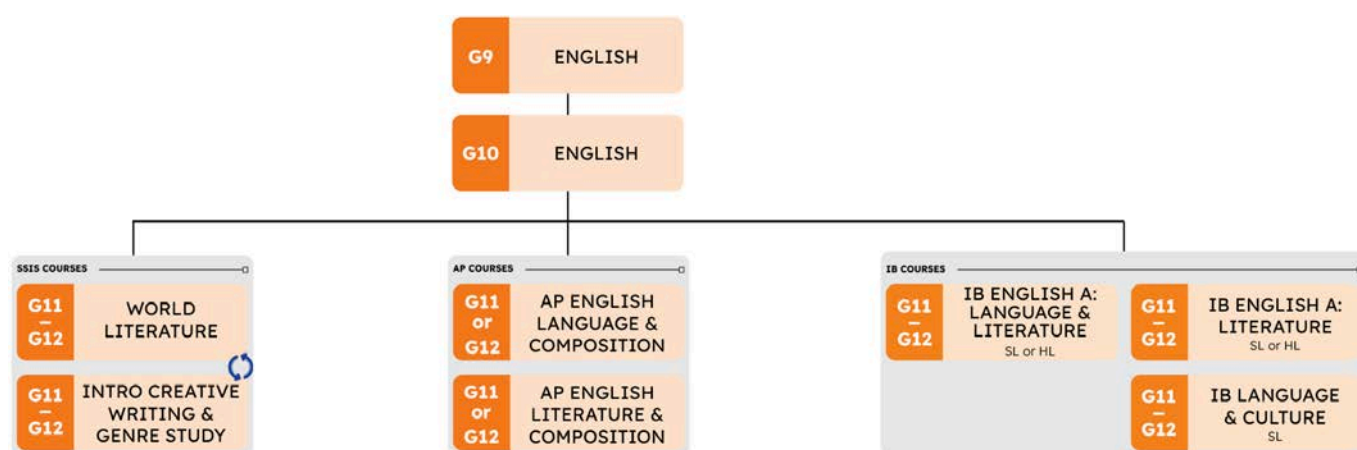 G9
ENGLISH
G10
ENGLISH
SSIS COURSES
G11
–
G12
WORLD
LITERATURE
G11
–
G12
INTRO CREATIVE
WRITING &
GENRE STUDY
AP COURSES
G11
or
G12
AP ENGLISH
LANGUAGE &
COMPOSITION
G11
or
G12
AP ENGLISH
LITERATURE &
COMPOSITION
IB COURSES
G11
–
G12
IB ENGLISH A:
LANGUAGE &
LITERATURE
SL or HL
G11
–
G12
IB ENGLISH A:
LITERATURE
SL or HL
G11
–
G12
IB LANGUAGE
& CULTURE
SL